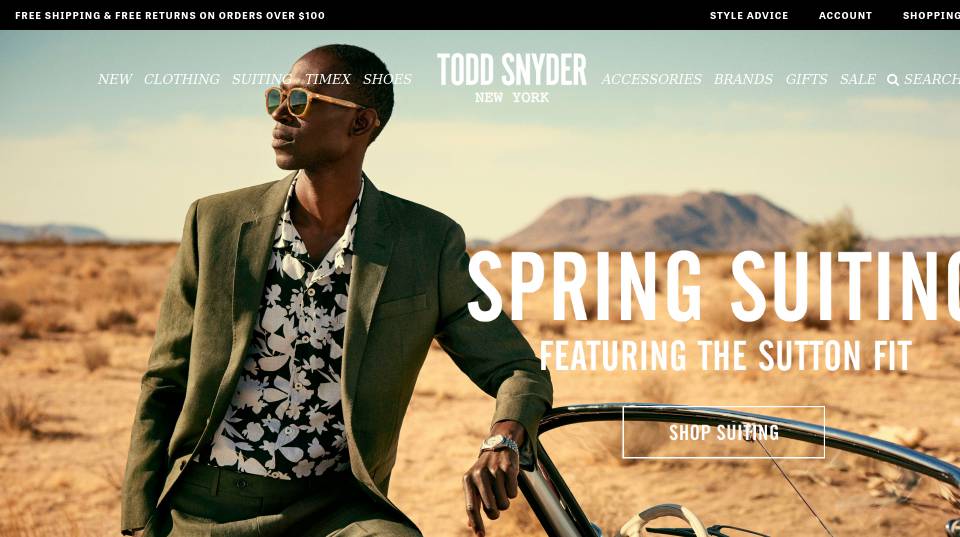 FREE SHIPPING & FREE RETURNS ON ORDERS OVER $100
STYLE ADVICE ACCOUNT SHOPPING
NEW CLOTHING SUITING TIMEX SHOES
TODD SNYDER
NEW YORK
ACCESSORIES BRANDS GIFTS SALE SEARCH
SPRING SUITING
FEATURING THE SUTTON FIT
SHOP SUITING